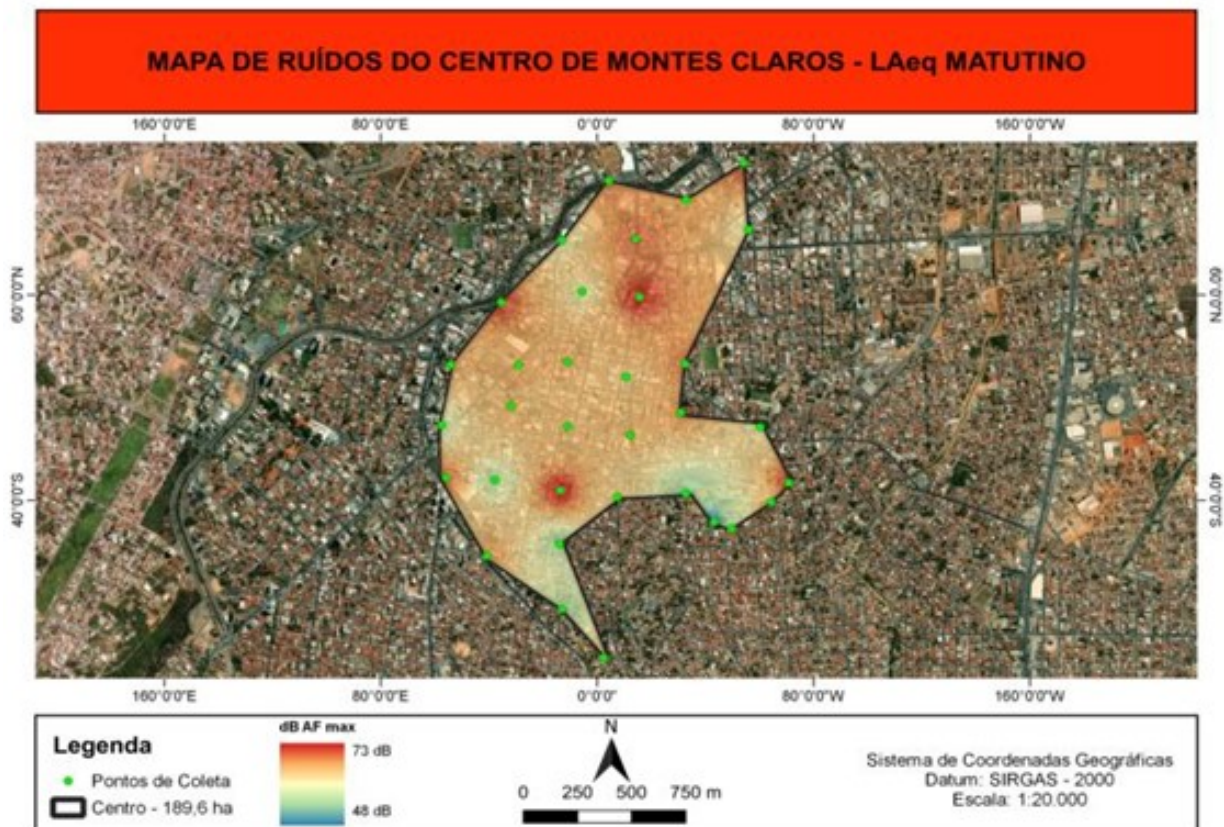 MAPA DE RUÍDOS DO CENTRO DE MONTES CLAROS - LAeq MATUTINO
160°0'0"E 80°0'0"E 0°0'0" 80°0'0"W 160°0'0"W
60°0'0"N 60°0'0"N
40°0'0"S 40°0'0"S
160°0'0"E 80°0'0"E 0°0'0" 80°0'0"W 160°0'0"W
Legenda
Pontos de Coleta
Centro - 189,6 ha
dB AF max
73 dB
48 dB
N
0 250 500 750 m
Sistema de Coordenadas Geográficas
Datum: SIRGAS - 2000
Escala: 1:20.000